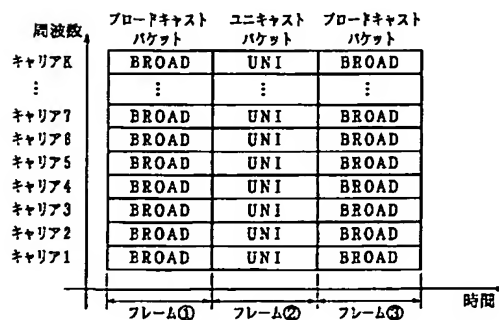 周波数
ブロードキャスト ユニキャスト ブロードキャスト
パケット パケット パケット
キャリアK BROAD UNI BROAD
⋮ ⋮ ⋮ ⋮
キャリア7 BROAD UNI BROAD
キャリア6 BROAD UNI BROAD
キャリア5 BROAD UNI BROAD
キャリア4 BROAD UNI BROAD
キャリア3 BROAD UNI BROAD
キャリア2 BROAD UNI BROAD
キャリア1 BROAD UNI BROAD
時間
フレーム① フレーム② フレーム③